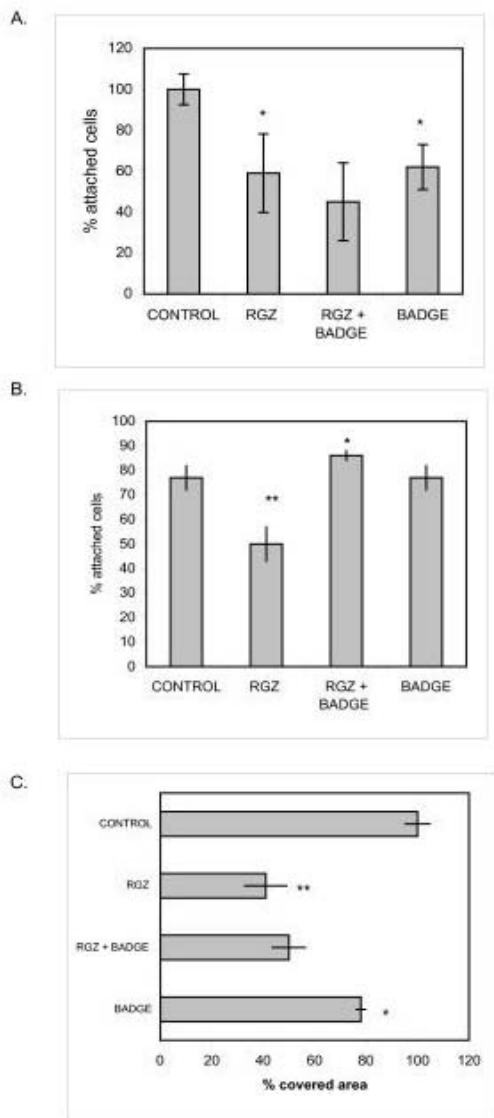 A.
120
100
80
60
40
20
0
% attached cells
*
*
CONTROL
RGZ
RGZ +
BADGE
BADGE
B.
100
90
80
70
60
50
40
30
20
10
0
% attached cells
**
*
CONTROL
RGZ
RGZ +
BADGE
BADGE
C.
CONTROL
RGZ
**
RGZ + BADGE
BADGE
*
0 20 40 60 80 100 120
% covered area